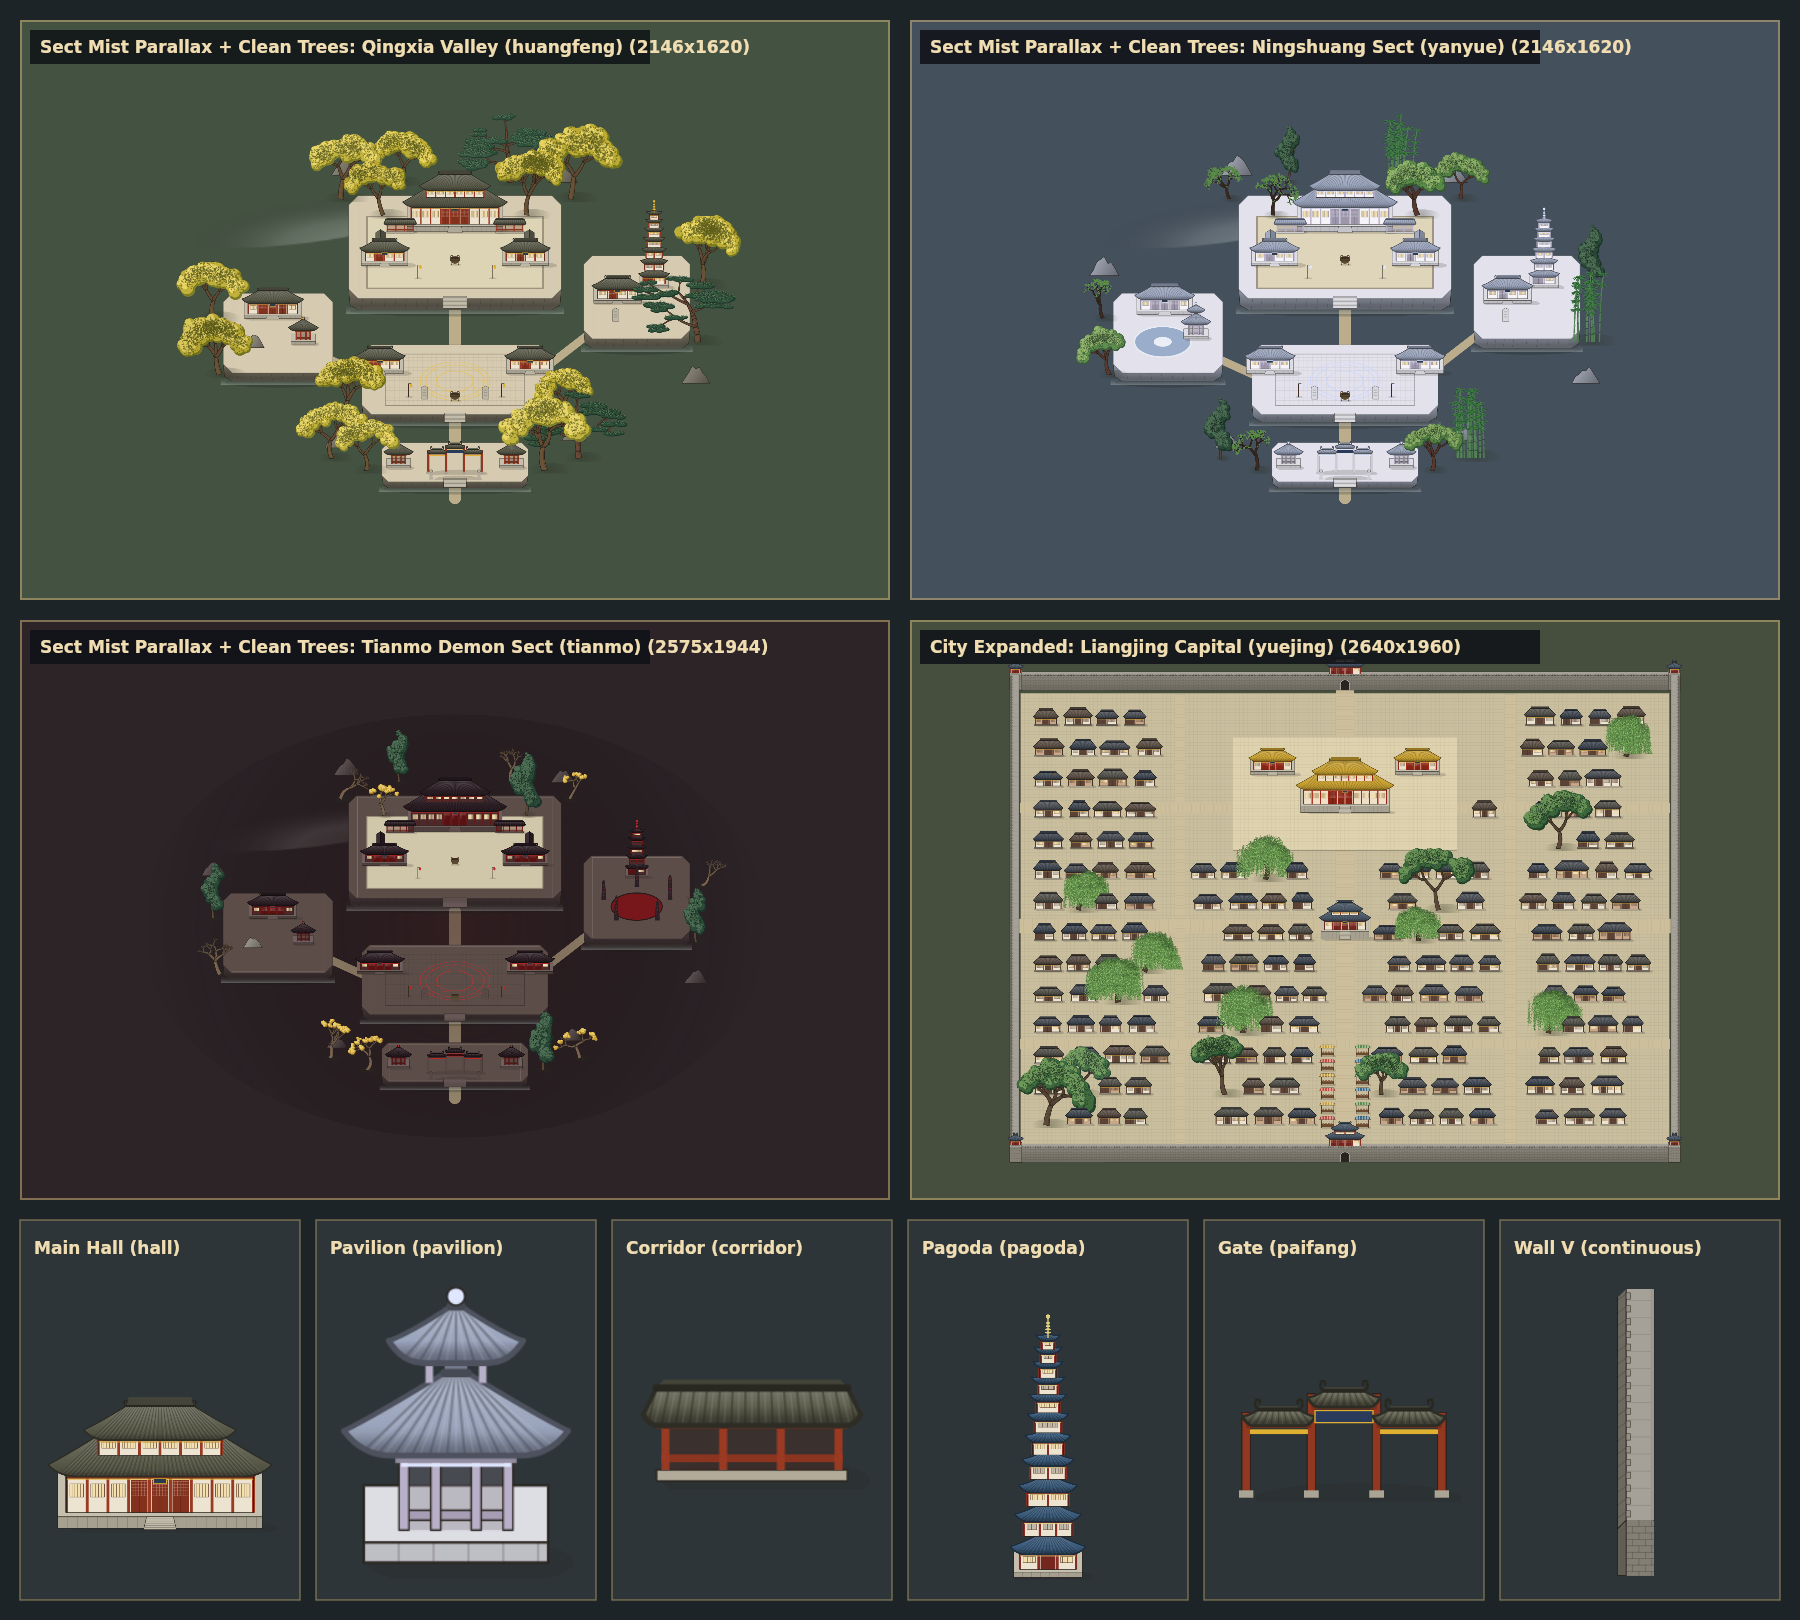 Sect Mist Parallax + Clean Trees: Qingxia Valley (huangfeng) (2146x1620)
Sect Mist Parallax + Clean Trees: Ningshuang Sect (yanyue) (2146x1620)
Sect Mist Parallax + Clean Trees: Tianmo Demon Sect (tianmo) (2575x1944)
City Expanded: Liangjing Capital (yuejing) (2640x1960)
Main Hall (hall)
Pavilion (pavilion)
Corridor (corridor)
Pagoda (pagoda)
Gate (paifang)
Wall V (continuous)